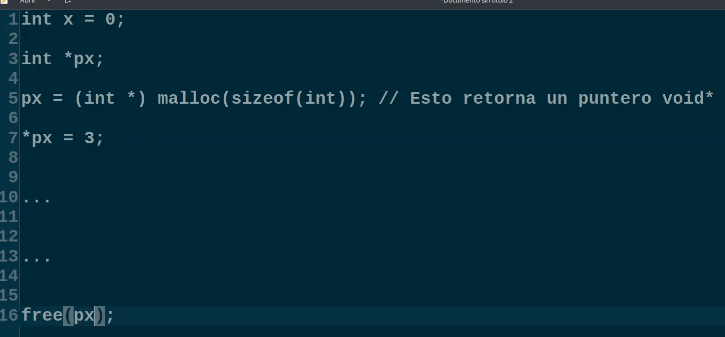 Documento sin título 2
1 int x = 0;
2
3 int *px;
4
5 px = (int *) malloc(sizeof(int)); // Esto retorna un puntero void*
6
7 *px = 3;
8
9
10 ...
11
12
13 ...
14
15
16 free(px);